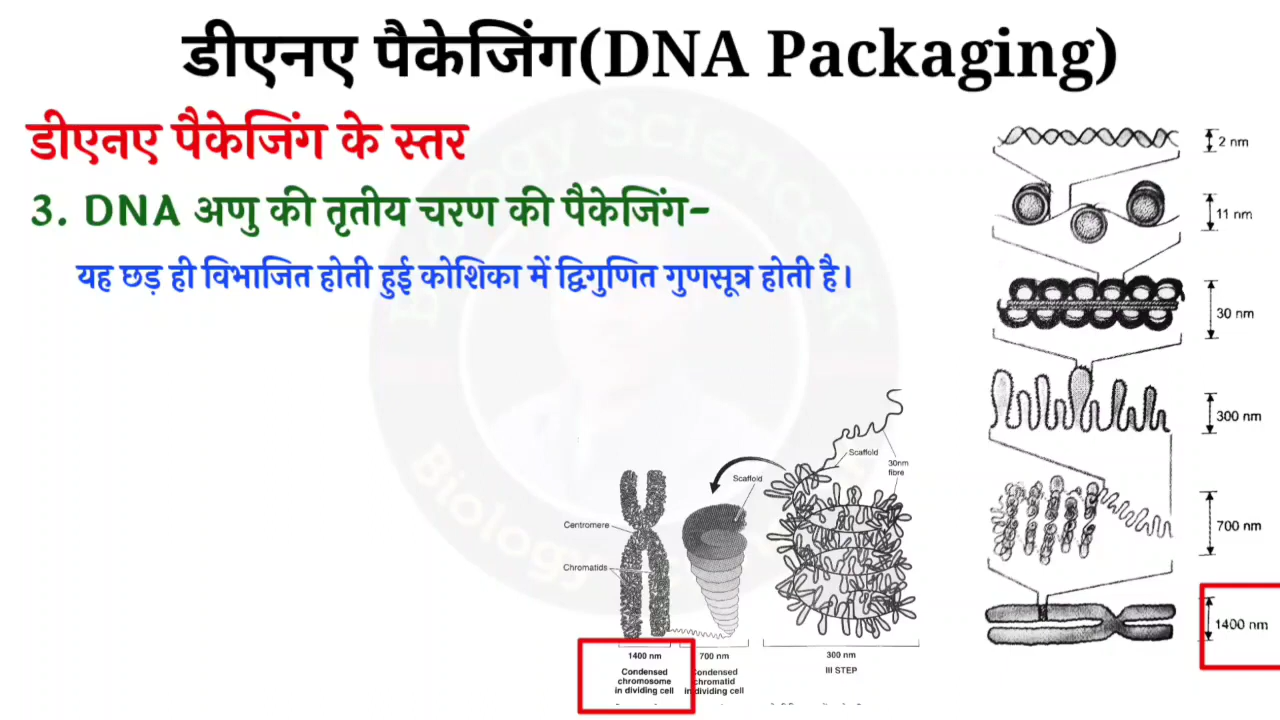 डीएनए पैकेजिंग(DNA Packaging)
डीएनए पैकेजिंग के स्तर
3. DNA अणु की तृतीय चरण की पैकेजिंग-
यह छड़ ही विभाजित होती हुई कोशिका में द्विगुणित गुणसूत्र होती है।
2 nm
11 nm
30 nm
300 nm
700 nm
1400 nm
Scaffold
30nm
fibre
Scaffold
Centromere
Chromatids
1400 nm
Condensed
chromosome
in dividing cell
700 nm
Condensed
chromatid
in dividing cell
300 nm
III STEP
Biology